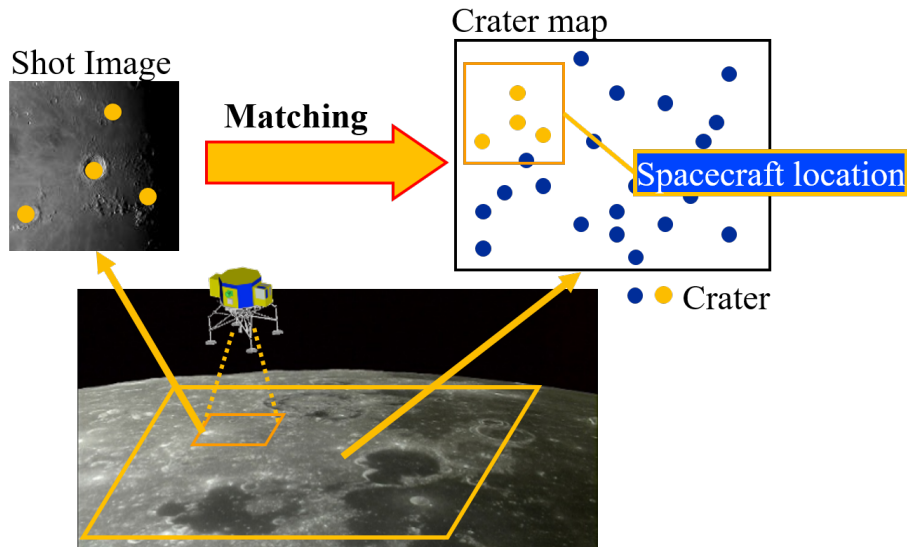 Crater map
Shot Image
Matching
Spacecraft location
Crater